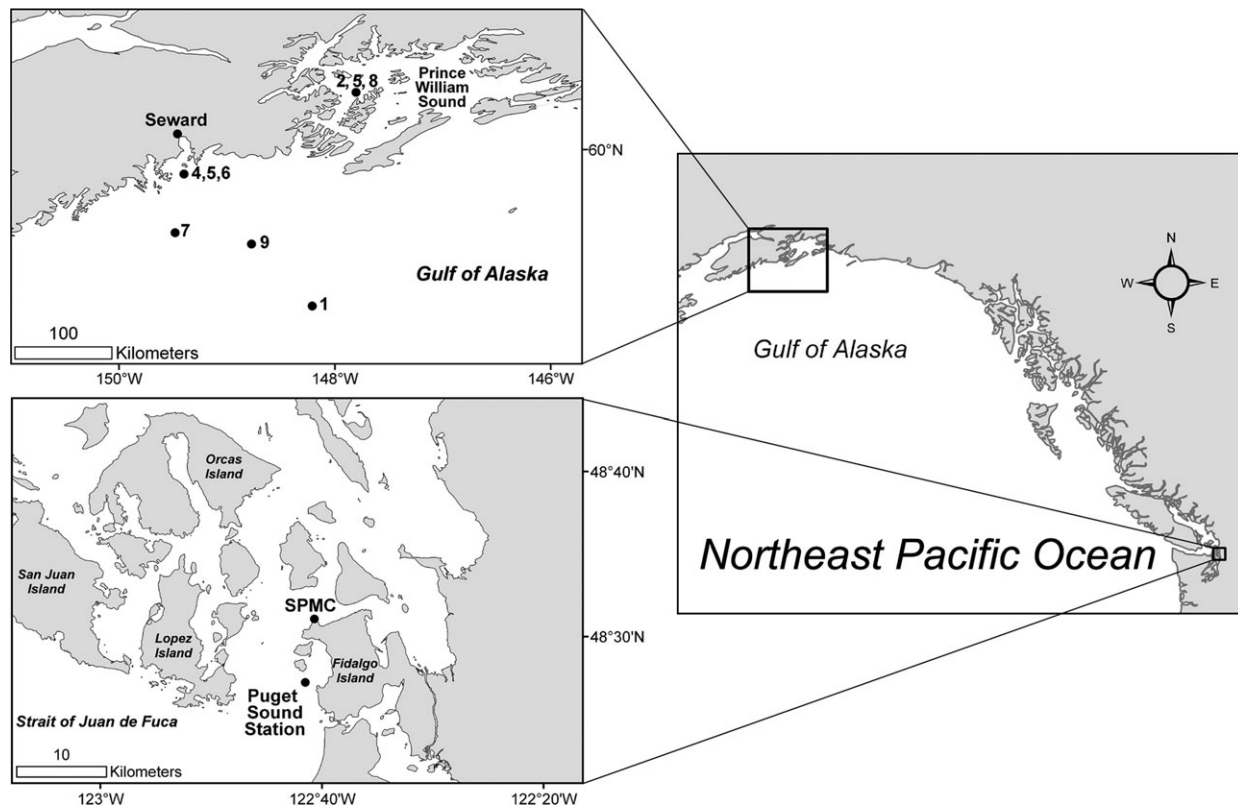 2, 5, 8
Prince
William
Sound
Seward
4,5,6
7
9
Gulf of Alaska
1
100
Kilometers
60°N
150°W
148°W
146°W
Orcas
Island
48°40'N
San Juan
Island
SPMC
48°30'N
Lopez
Island
Fidalgo
Island
Puget
Sound
Station
Strait of Juan de Fuca
10
Kilometers
123°W
122°40'W
122°20'W
N
W
E
S
Gulf of Alaska
Northeast Pacific Ocean